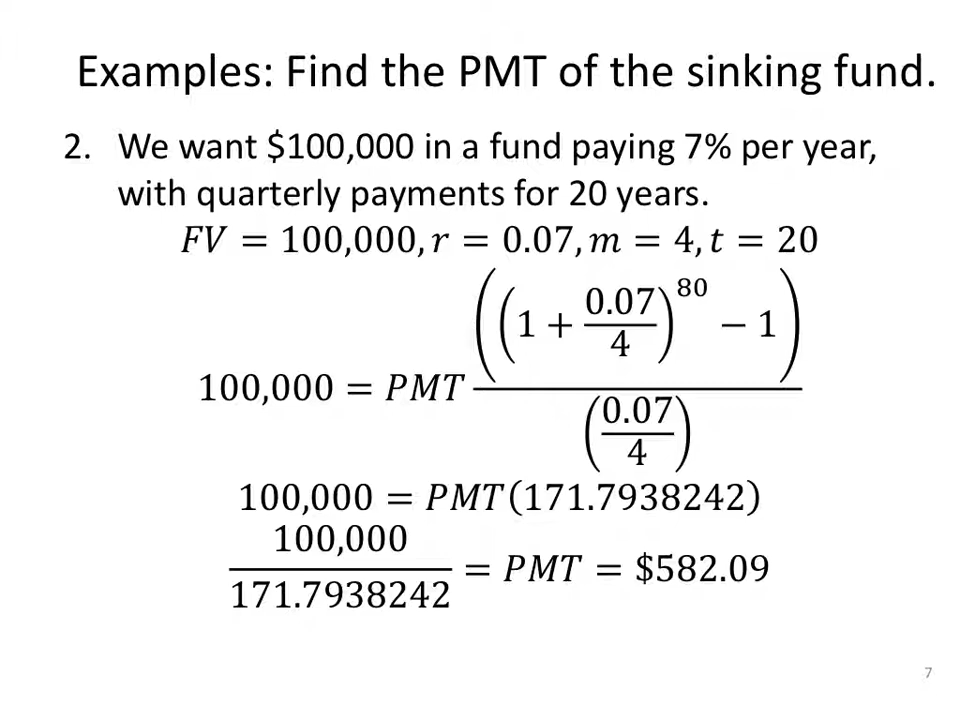 Examples: Find the PMT of the sinking fund.
2. We want $100,000 in a fund paying 7% per year,
with quarterly payments for 20 years.
FV = 100,000, r = 0.07, m = 4, t = 20
100,000 = PMT ((1 + 0.07/4)^80 − 1) / (0.07/4)
100,000 = PMT(171.7938242)
100,000/171.7938242 = PMT = $582.09
7